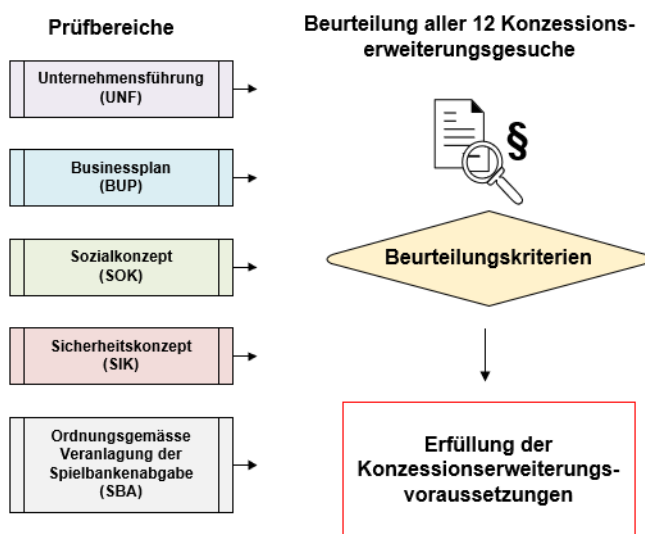 Prüfbereiche
Unternehmensführung
(UNF)
Businessplan
(BUP)
Sozialkonzept
(SOK)
Sicherheitskonzept
(SIK)
Ordnungsgemässe
Veranlagung der
Spielbankenabgabe
(SBA)
Beurteilung aller 12 Konzessions-
erweiterungsgesuche
§
Beurteilungskriterien
Erfüllung der
Konzessionserweiterungs-
voraussetzungen